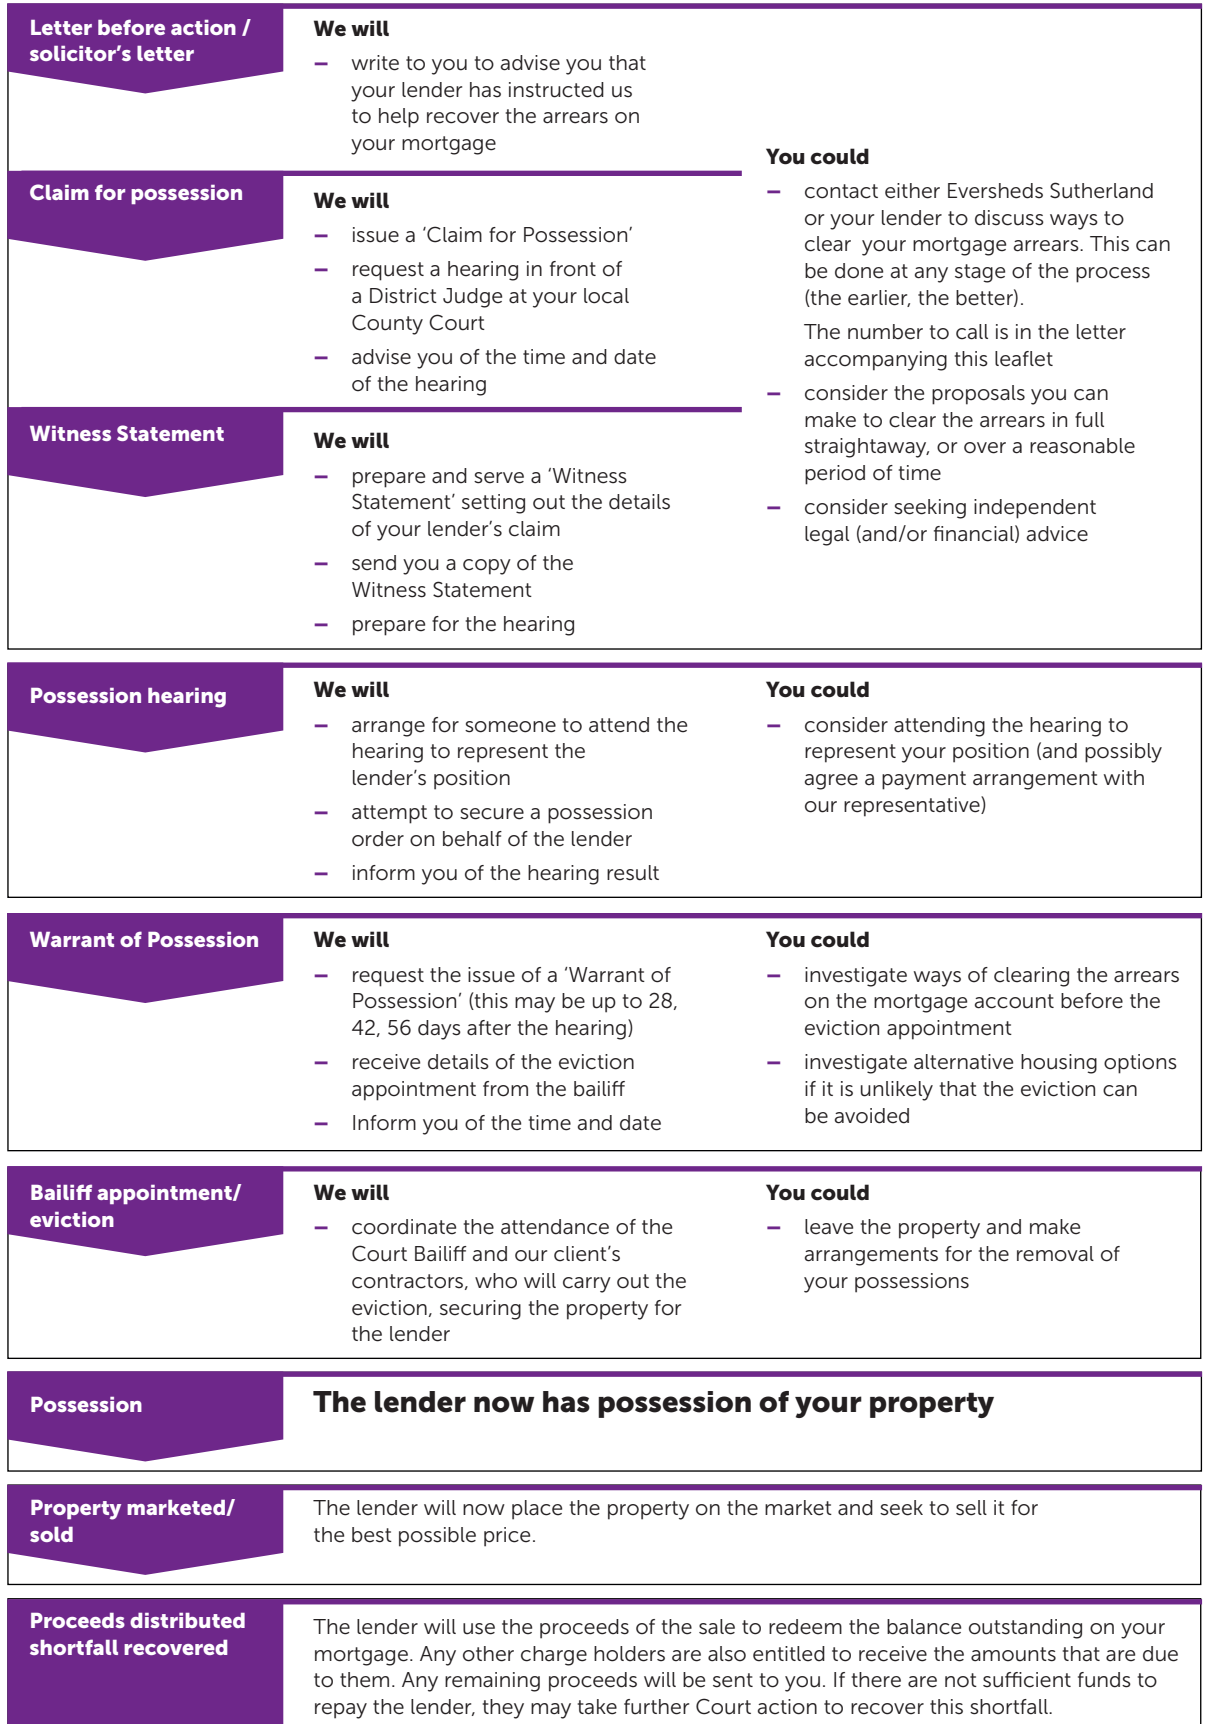 Letter before action /
solicitor's letter
We will
– write to you to advise you that
your lender has instructed us
to help recover the arrears on
your mortgage
Claim for possession
We will
– issue a 'Claim for Possession'
– request a hearing in front of
a District Judge at your local
County Court
– advise you of the time and date
of the hearing
Witness Statement
We will
– prepare and serve a 'Witness
Statement' setting out the details
of your lender's claim
– send you a copy of the
Witness Statement
– prepare for the hearing
You could
– contact either Eversheds Sutherland
or your lender to discuss ways to
clear your mortgage arrears. This can
be done at any stage of the process
(the earlier, the better).
The number to call is in the letter
accompanying this leaflet
– consider the proposals you can
make to clear the arrears in full
straightaway, or over a reasonable
period of time
– consider seeking independent
legal (and/or financial) advice
Possession hearing
We will
– arrange for someone to attend the
hearing to represent the
lender's position
– attempt to secure a possession
order on behalf of the lender
– inform you of the hearing result
You could
– consider attending the hearing to
represent your position (and possibly
agree a payment arrangement with
our representative)
Warrant of Possession
We will
– request the issue of a 'Warrant of
Possession' (this may be up to 28,
42, 56 days after the hearing)
– receive details of the eviction
appointment from the bailiff
– Inform you of the time and date
You could
– investigate ways of clearing the arrears
on the mortgage account before the
eviction appointment
– investigate alternative housing options
if it is unlikely that the eviction can
be avoided
Bailiff appointment/
eviction
We will
– coordinate the attendance of the
Court Bailiff and our client's
contractors, who will carry out the
eviction, securing the property for
the lender
You could
– leave the property and make
arrangements for the removal of
your possessions
Possession
The lender now has possession of your property
Property marketed/
sold
The lender will now place the property on the market and seek to sell it for
the best possible price.
Proceeds distributed
shortfall recovered
The lender will use the proceeds of the sale to redeem the balance outstanding on your
mortgage. Any other charge holders are also entitled to receive the amounts that are due
to them. Any remaining proceeds will be sent to you. If there are not sufficient funds to
repay the lender, they may take further Court action to recover this shortfall.